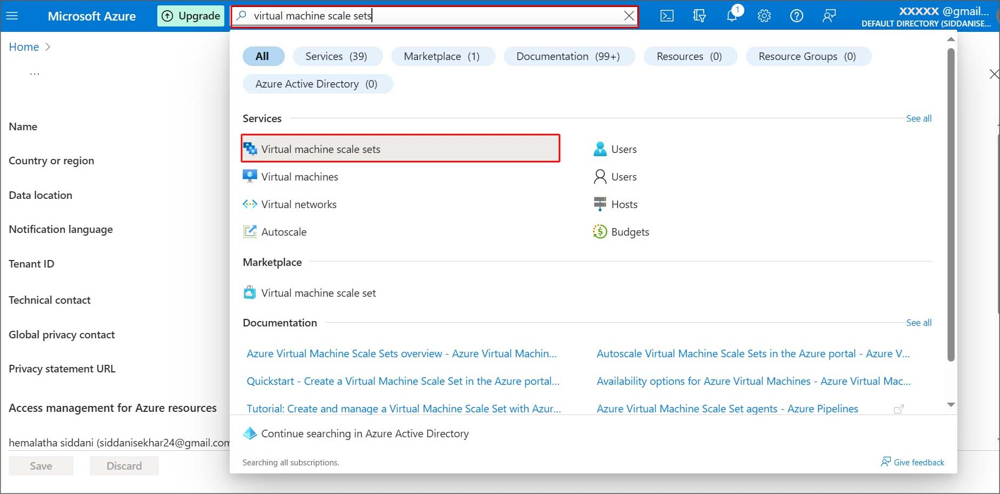 Microsoft Azure
Upgrade
virtual machine scale sets
1
XXXXX @gmail...
DEFAULT DIRECTORY (SIDDANISE...
Home
...
All
Services (39)
Marketplace (1)
Documentation (99+)
Resources (0)
Resource Groups (0)
Azure Active Directory (0)
Name
Country or region
Data location
Notification language
Tenant ID
Technical contact
Global privacy contact
Privacy statement URL
Access management for Azure resources
hemalatha siddani (siddanisekhar24@gmail.com
Save
Discard
Services
See all
Virtual machine scale sets
Virtual machines
Virtual networks
Autoscale
Users
Users
Hosts
Budgets
Marketplace
Virtual machine scale set
Documentation
See all
Azure Virtual Machine Scale Sets overview - Azure Virtual Machin...
Autoscale Virtual Machine Scale Sets in the Azure portal - Azure V...
Quickstart - Create a Virtual Machine Scale Set in the Azure portal...
Availability options for Azure Virtual Machines - Azure Virtual Mac...
Tutorial: Create and manage a Virtual Machine Scale Set with Azur...
Azure Virtual Machine Scale Set agents - Azure Pipelines
Continue searching in Azure Active Directory
Searching all subscriptions.
Give feedback